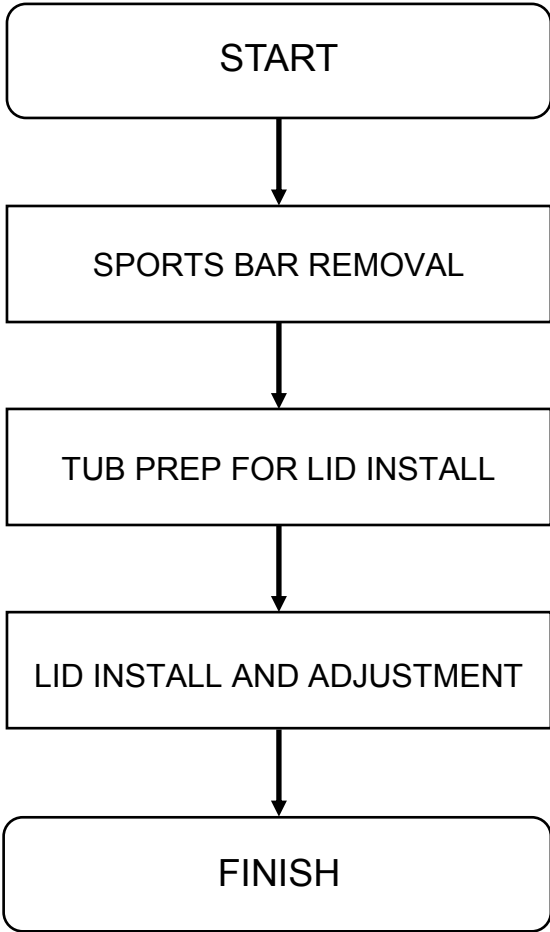 START
SPORTS BAR REMOVAL
TUB PREP FOR LID INSTALL
LID INSTALL AND ADJUSTMENT
FINISH